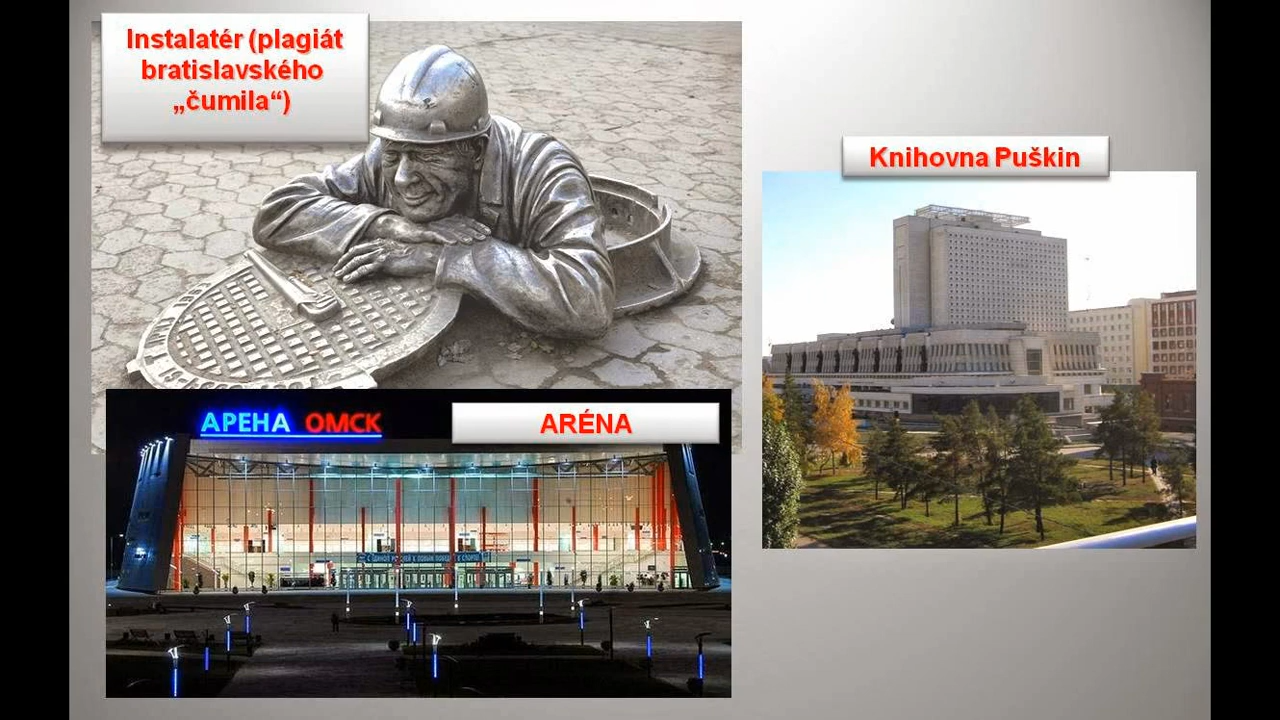 Instalatér (plagiát
bratislavského
„čumila“)
Knihovna Puškin
АРЕНА ОМСК
ARÉNA